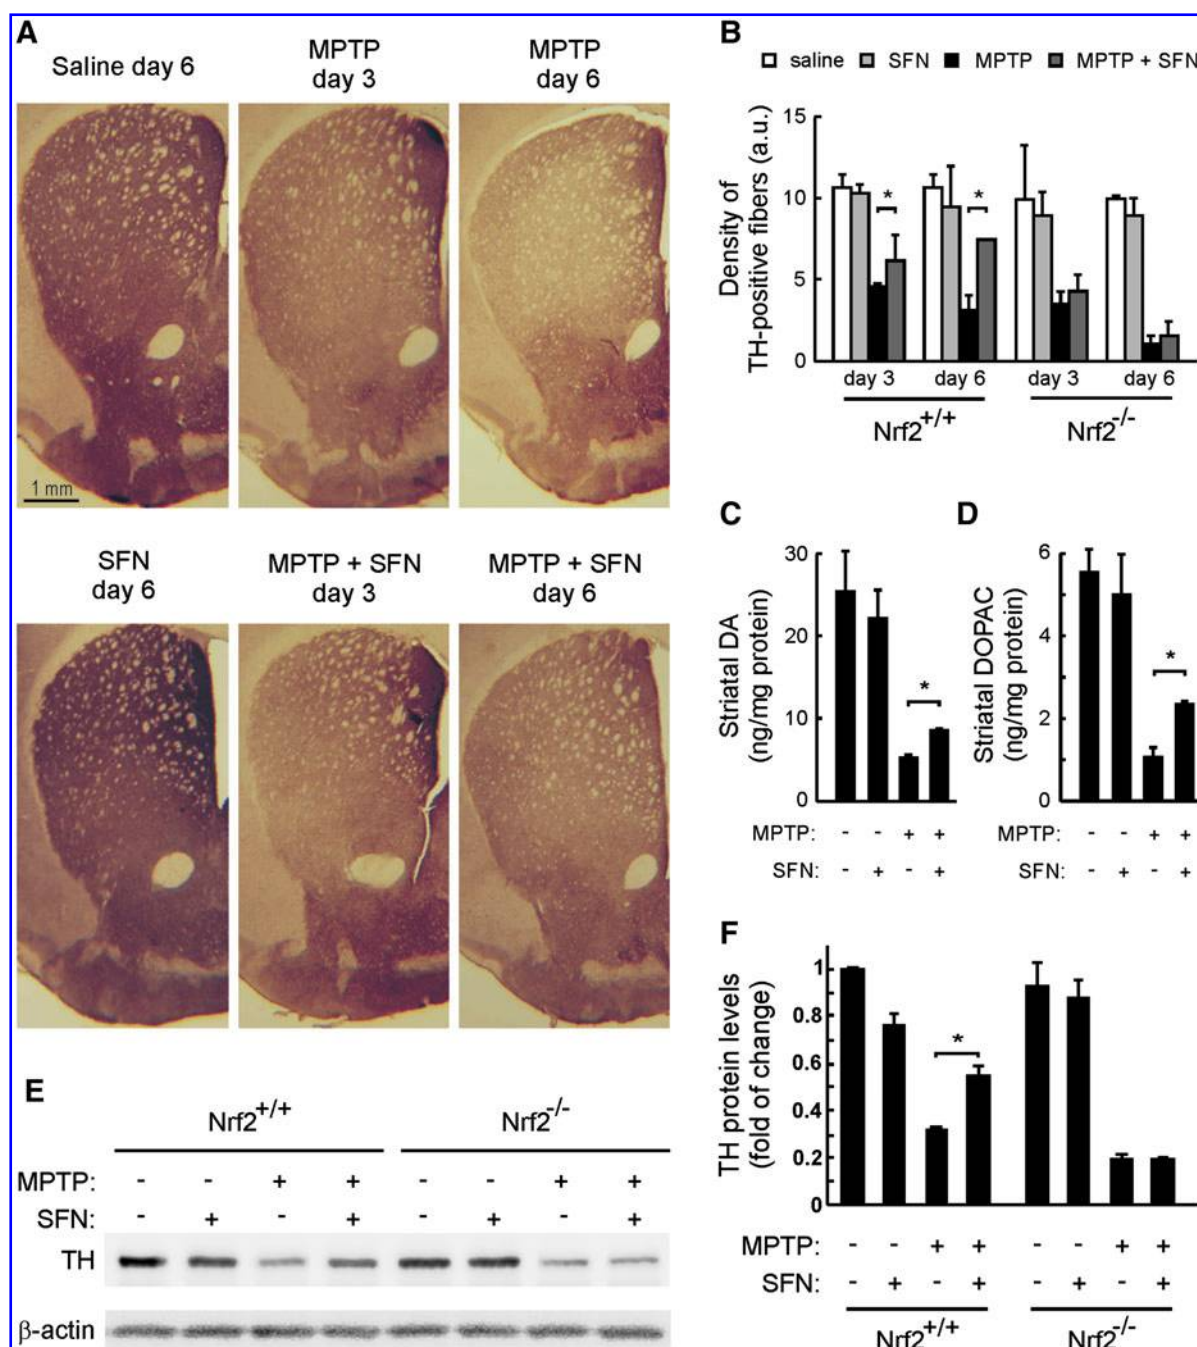 A
Saline day 6
MPTP
day 3
MPTP
day 6
1 mm
SFN
day 6
MPTP + SFN
day 3
MPTP + SFN
day 6
B
saline SFN MPTP MPTP + SFN
Density of
TH-positive fibers (a.u.)
15
10
5
0
* *
day 3 day 6 day 3 day 6
Nrf2+/+ Nrf2-/-
C
Striatal DA
(ng/mg protein)
30
20
10
0
*
MPTP: - - + +
SFN: - + - +
D
Striatal DOPAC
(ng/mg protein)
6
4
2
0
*
MPTP: - - + +
SFN: - + - +
E
Nrf2+/+ Nrf2-/-
MPTP: - - + + - - + +
SFN: - + - + - + - +
TH
β-actin
F
TH protein levels
(fold of change)
1
0.8
0.6
0.4
0.2
0
*
MPTP: - - + + - - + +
SFN: - + - + - + - +
Nrf2+/+ Nrf2-/-